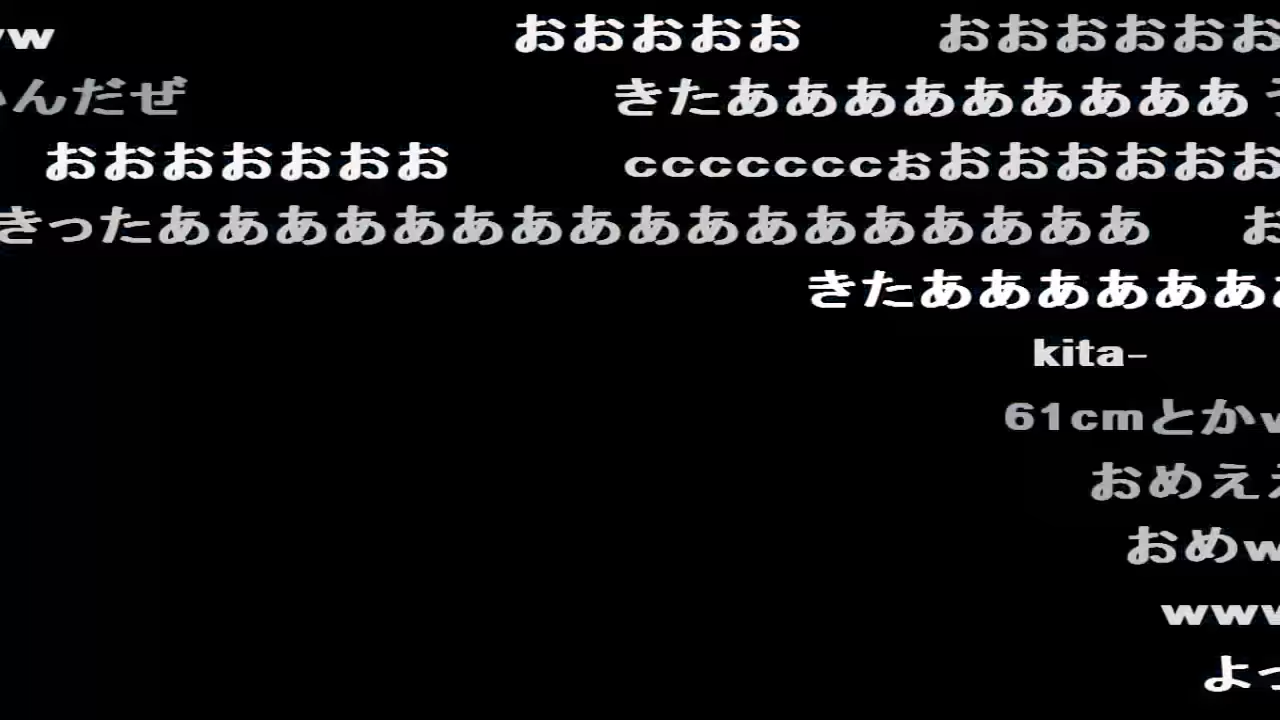 w おおおおお おおおおおお
んだぜ きたあああああああああ
おおおおおおお cccccccぉおおおおおお
きったあああああああああああああああああ お
きたああああああ
kita-
61cmとかw
おめええ
おめw
www
よっ